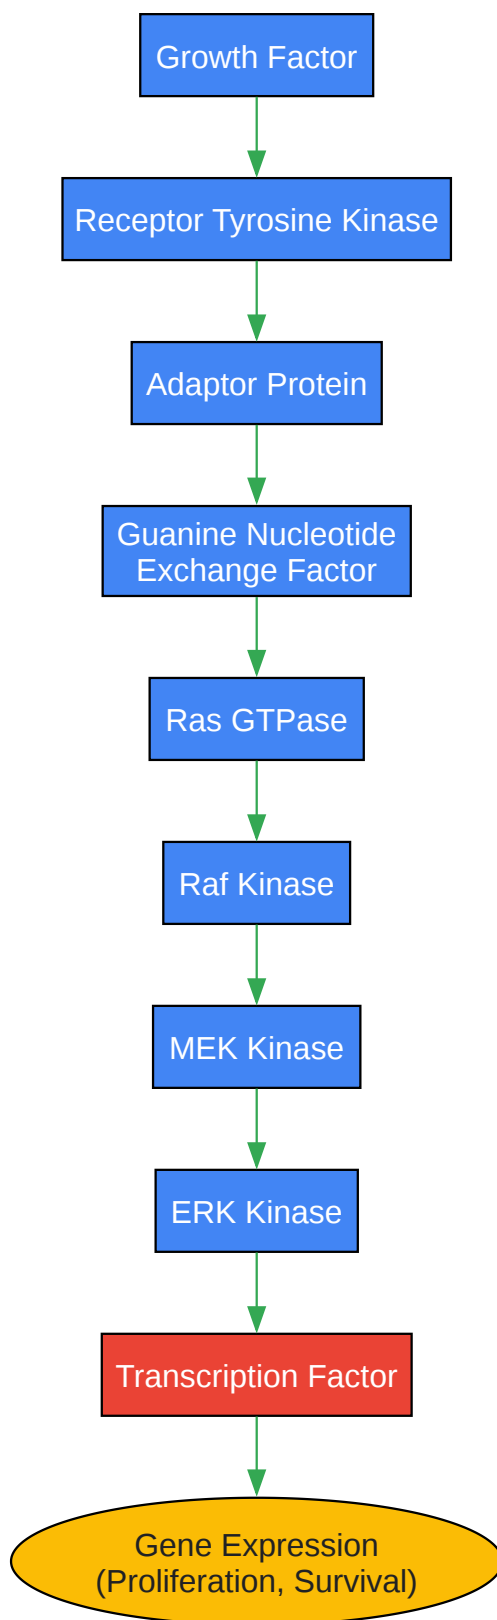 Growth Factor
Receptor Tyrosine Kinase
Adaptor Protein
Guanine Nucleotide
Exchange Factor
Ras GTPase
Raf Kinase
MEK Kinase
ERK Kinase
Transcription Factor
Gene Expression
(Proliferation, Survival)